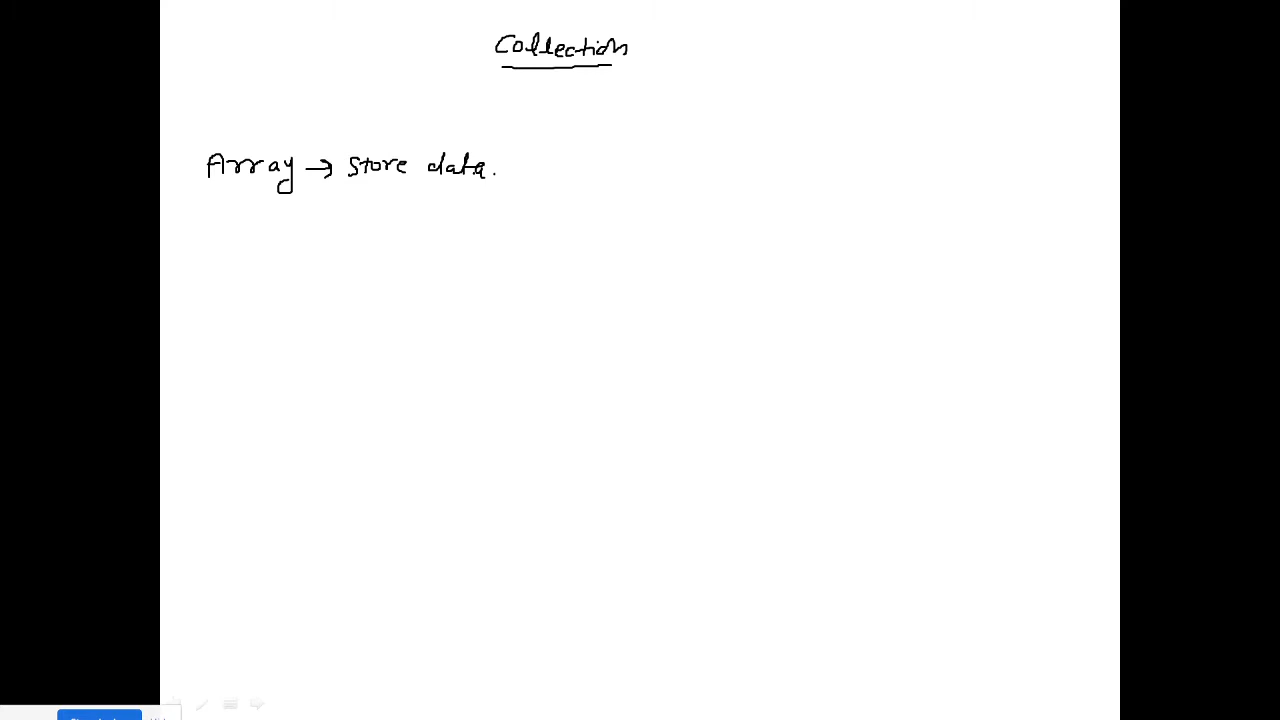 Collection
Array → Store data.